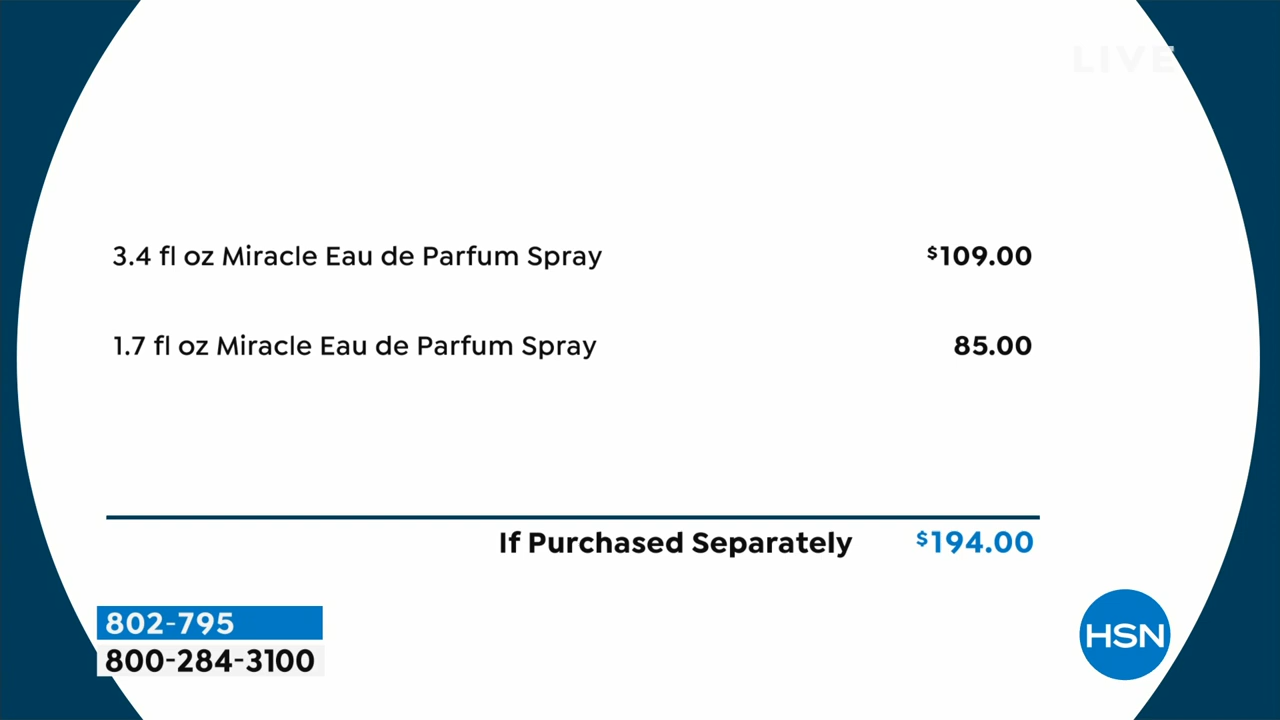 LIVE
3.4 fl oz Miracle Eau de Parfum Spray $109.00
1.7 fl oz Miracle Eau de Parfum Spray 85.00
If Purchased Separately $194.00
802-795
800-284-3100
HSN